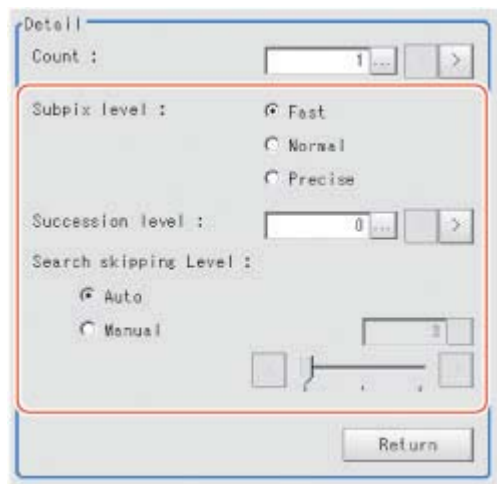 Detail
Count : 1 ... >
Subpix level : Fast
Normal
Precise
Succession level : 0 ... >
Search skipping Level :
Auto
Manual 3
Return